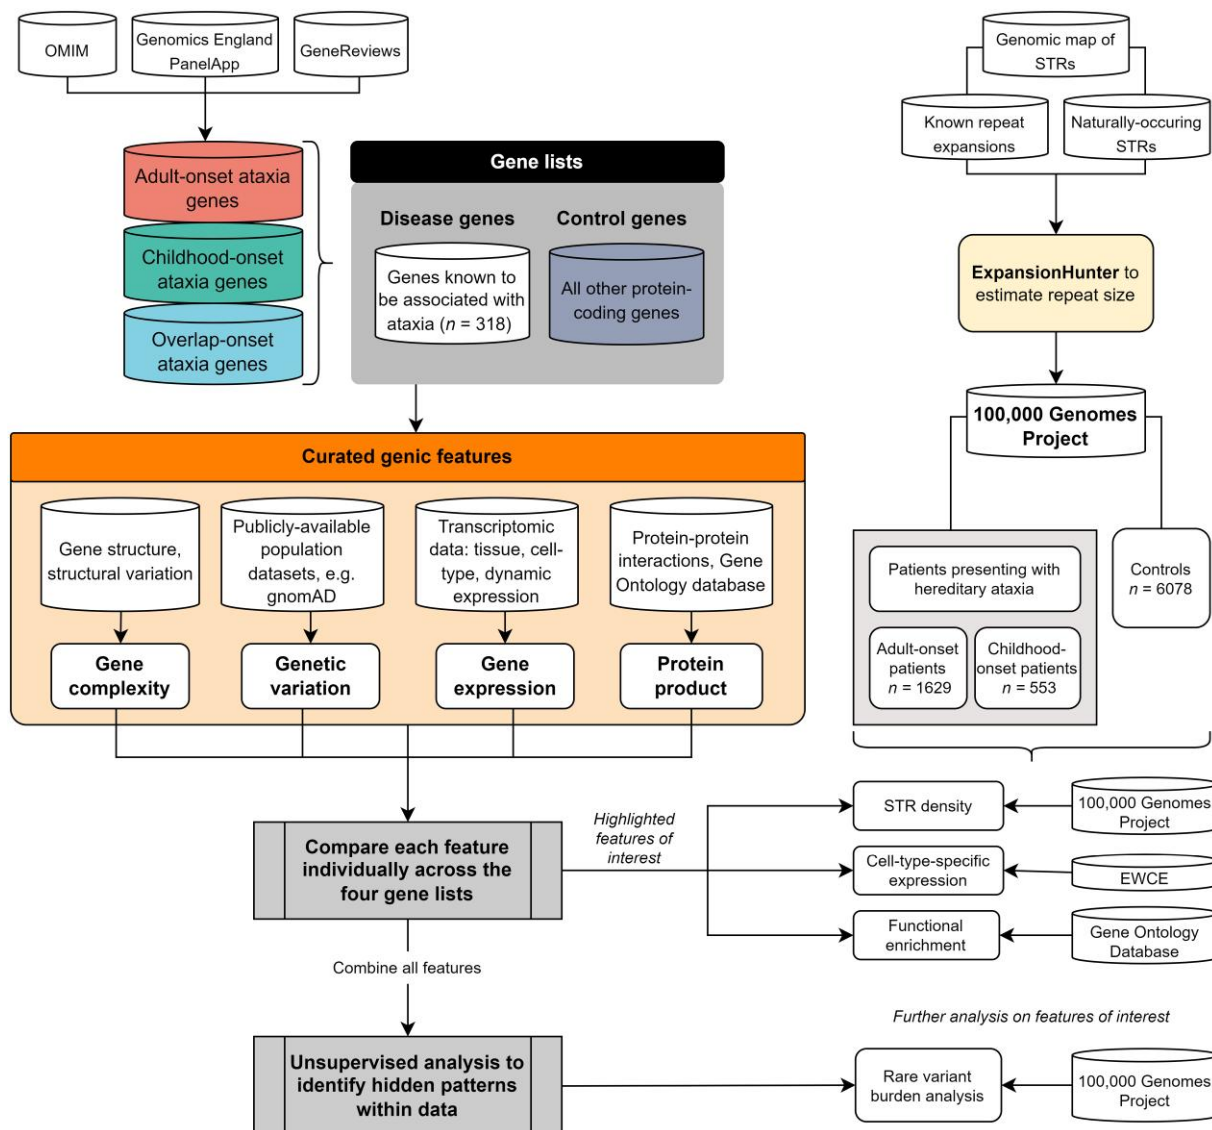 OMIM
Genomics England
PanelApp
GeneReviews
Adult-onset ataxia
genes
Childhood-onset
ataxia genes
Overlap-onset
ataxia genes
Gene lists
Disease genes
Genes known to
be associated with
ataxia (n = 318)
Control genes
All other protein-
coding genes
Genomic map of
STRs
Known repeat
expansions
Naturally-occuring
STRs
ExpansionHunter to
estimate repeat size
100,000 Genomes
Project
Patients presenting with
hereditary ataxia
Adult-onset
patients
n = 1629
Childhood-
onset patients
n = 553
Controls
n = 6078
Curated genic features
Gene structure,
structural variation
Publicly-available
population
datasets, e.g.
gnomAD
Transcriptomic
data: tissue, cell-
type, dynamic
expression
Protein-protein
interactions, Gene
Ontology database
Gene
complexity
Genetic
variation
Gene
expression
Protein
product
Compare each feature
individually across the
four gene lists
Highlighted
features of
interest
STR density
100,000 Genomes
Project
Cell-type-specific
expression
EWCE
Functional
enrichment
Gene Ontology
Database
Combine all features
Further analysis on features of interest
Unsupervised analysis to
identify hidden patterns
within data
Rare variant
burden analysis
100,000 Genomes
Project